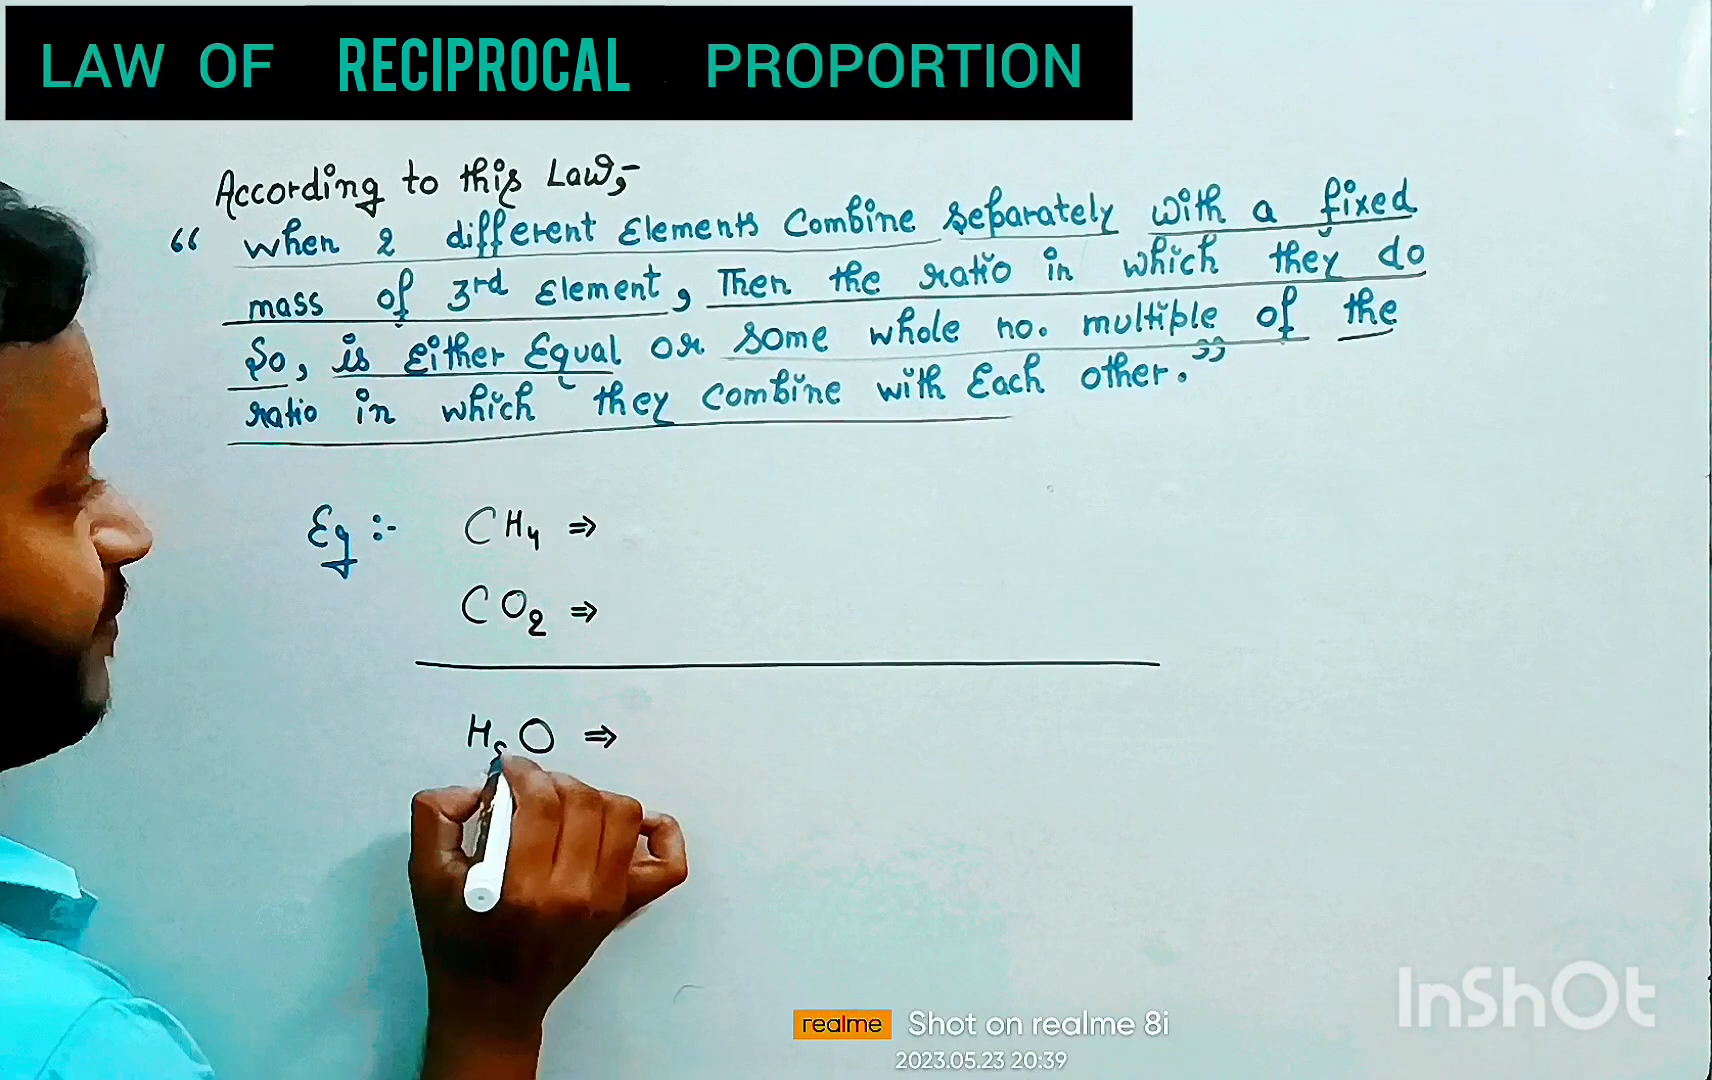 LAW OF RECIPROCAL PROPORTION
According to this Law,-
“ When 2 different Elements Combine separately with a fixed
mass of 3rd Element, Then the ratio in which they do
So, is Either Equal or some whole no. multiple of the
ratio in which they combine with Each other.”
Eg :- CH4 ⇒
CO2 ⇒
H2O ⇒
InShOt
realme Shot on realme 8i
2023.05.23 20:39